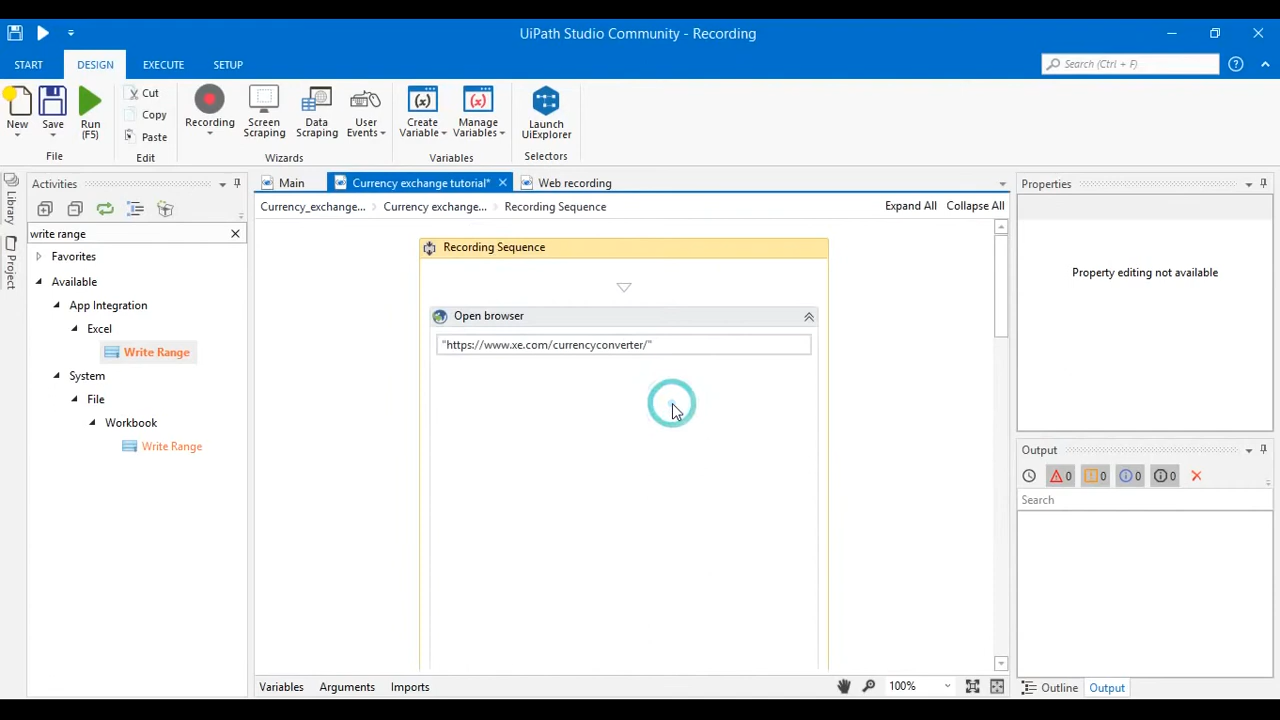 UiPath Studio Community - Recording
START
DESIGN
EXECUTE
SETUP
Search (Ctrl + F)
New
Save
Run
(F5)
Cut
Copy
Paste
Recording
Screen
Scraping
Data
Scraping
User
Events
Create
Variable
Manage
Variables
Launch
UiExplorer
File
Edit
Wizards
Variables
Selectors
Library
Project
Activities
write range
Favorites
Available
App Integration
Excel
Write Range
System
File
Workbook
Write Range
Main
Currency exchange tutorial*
Web recording
Currency_exchange...
Currency exchange...
Recording Sequence
Expand All
Collapse All
Recording Sequence
Open browser
"https://www.xe.com/currencyconverter/"
Variables
Arguments
Imports
100%
Properties
Property editing not available
Output
0
0
0
0
Search
Outline
Output